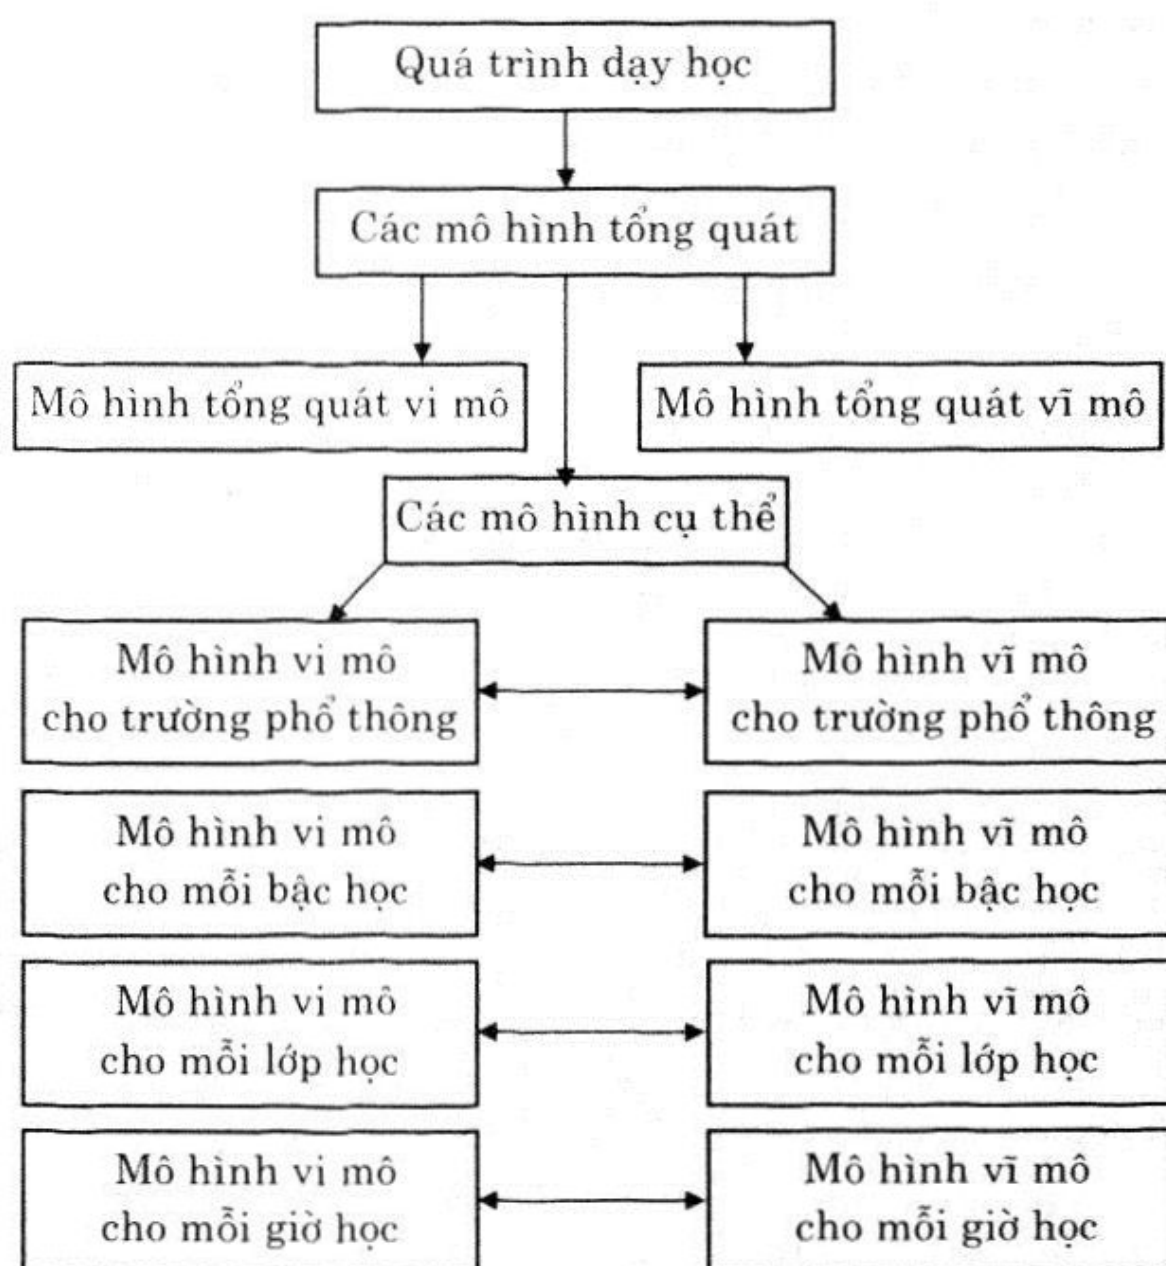 Quá trình dạy học
Các mô hình tổng quát
Mô hình tổng quát vi mô
Mô hình tổng quát vĩ mô
Các mô hình cụ thể
Mô hình vi mô
cho trường phổ thông
Mô hình vĩ mô
cho trường phổ thông
Mô hình vi mô
cho mỗi bậc học
Mô hình vĩ mô
cho mỗi bậc học
Mô hình vi mô
cho mỗi lớp học
Mô hình vĩ mô
cho mỗi lớp học
Mô hình vi mô
cho mỗi giờ học
Mô hình vĩ mô
cho mỗi giờ học